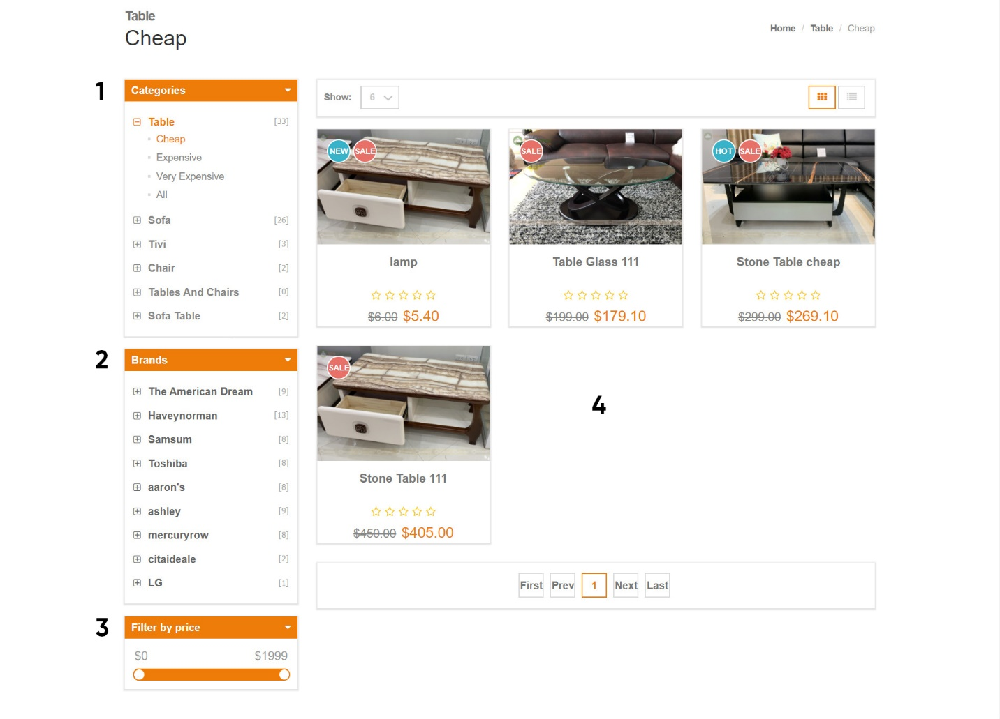 Table
Cheap
Home / Table / Cheap
1
Categories
Table [33]
Cheap
Expensive
Very Expensive
All
Sofa [26]
Tivi [3]
Chair [2]
Tables And Chairs [0]
Sofa Table [2]
2
Brands
The American Dream [9]
Haveynorman [13]
Samsum [8]
Toshiba [8]
aaron's [8]
ashley [9]
mercuryrow [8]
citaideale [2]
LG [1]
3
Filter by price
$0 $1999
Show: 6
NEW SALE
lamp
$6.00 $5.40
SALE
Table Glass 111
$199.00 $179.10
HOT SALE
Stone Table cheap
$299.00 $269.10
SALE
Stone Table 111
$450.00 $405.00
4
First Prev 1 Next Last